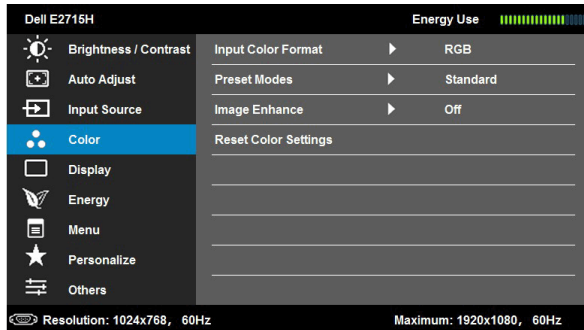 Dell E2715H Energy Use
Brightness / Contrast Input Color Format RGB
Auto Adjust Preset Modes Standard
Input Source Image Enhance Off
Color Reset Color Settings
Display
Energy
Menu
Personalize
Others
Resolution: 1024x768, 60Hz Maximum: 1920x1080, 60Hz